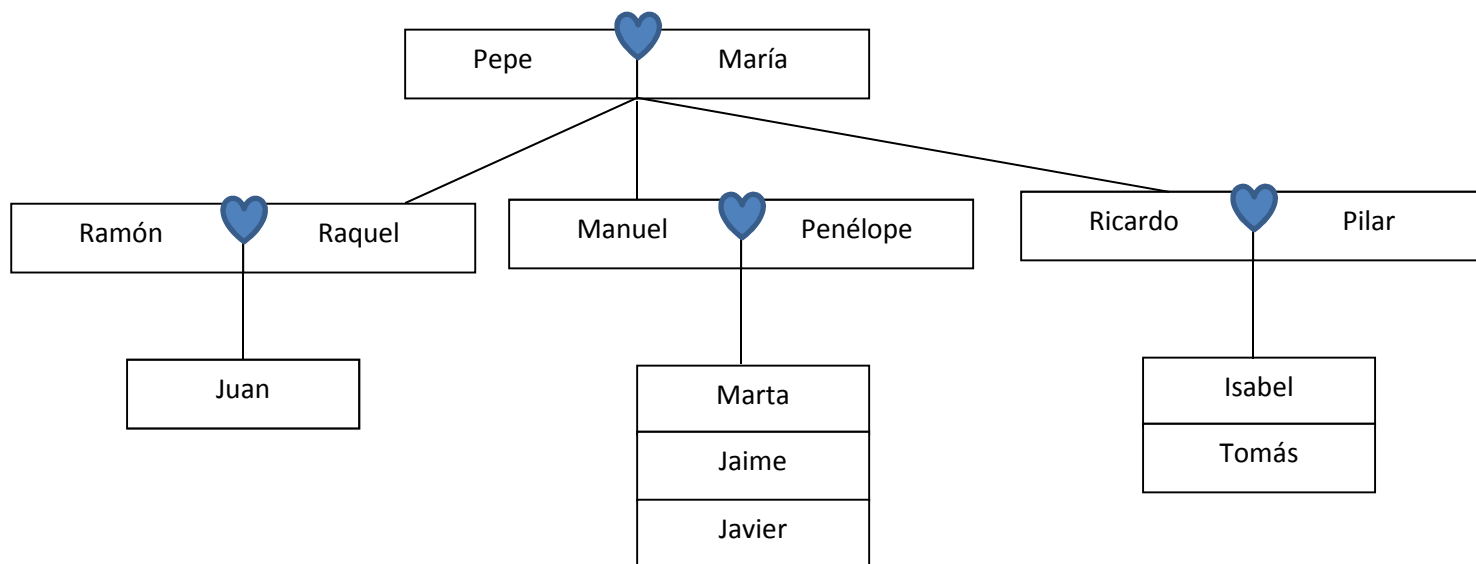 Pepe María
Ramón Raquel
Manuel Penélope
Ricardo Pilar
Juan
Marta
Jaime
Javier
Isabel
Tomás